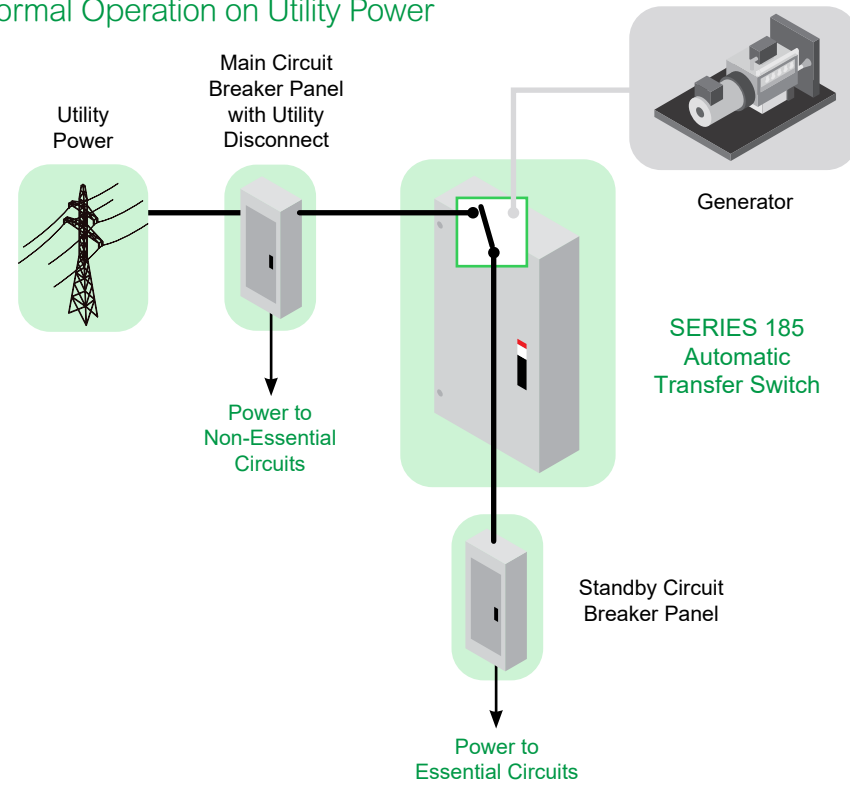 ormal Operation on Utility Power
Main Circuit
Breaker Panel
with Utility
Disconnect
Utility
Power
Generator
SERIES 185
Automatic
Transfer Switch
Power to
Non-Essential
Circuits
Standby Circuit
Breaker Panel
Power to
Essential Circuits